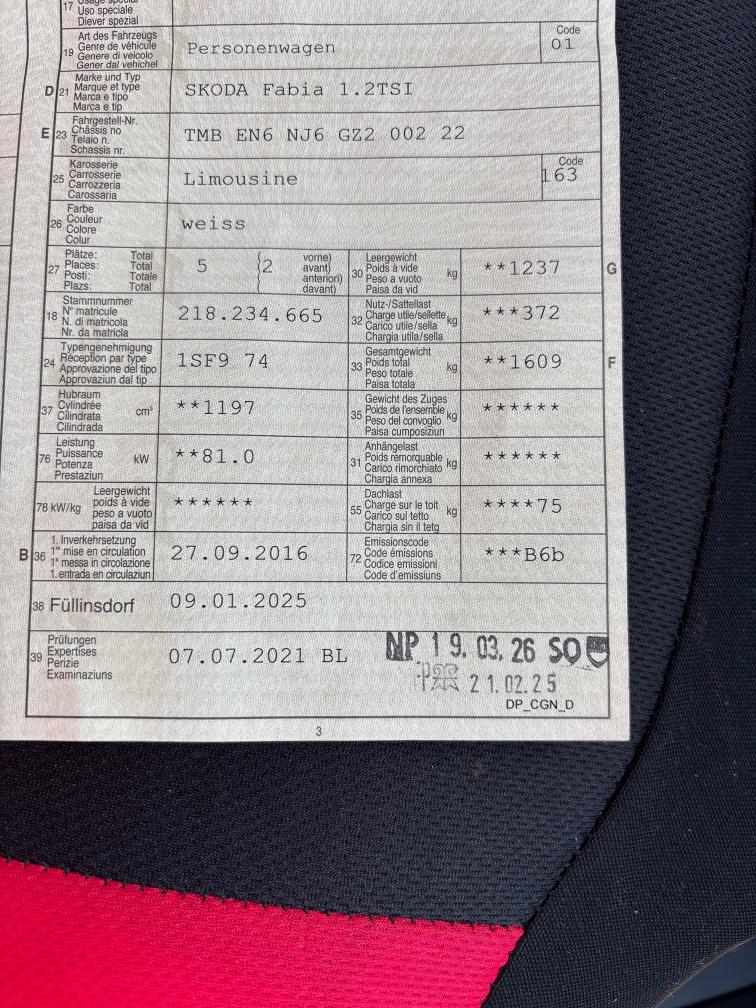 17
Uso speciale
Diever spezial
19 Art des Fahrzeugs
Genre de véhicule
Genere di veicolo
Gener dal vehichel
Personenwagen
Code
01
D 21 Marke und Typ
Marque et type
Marca e tipo
Marca e tip
SKODA Fabia 1.2TSI
E 23 Fahrgestell-Nr.
Châssis no
Telaio n.
Schassis nr.
TMB EN6 NJ6 GZ2 002 22
25 Karosserie
Carrosserie
Carrozzeria
Carossaria
Limousine
Code
163
26 Farbe
Couleur
Colore
Colur
weiss
27 Plätze: Total
Places: Total
Posti: Totale
Plazs: Total
5 (2 vorne)
avant)
anteriori)
davant)
30 Leergewicht
Poids à vide
Peso a vuoto
Paisa da vid
kg
**1237
G
18 Stammnummer
N° matricule
N. di matricola
Nr. da matricla
218.234.665
32 Nutz-/Sattellast
Charge utile/sellette
Carico utile/sella
Chargia utila/sura
kg
***372
24 Typengenehmigung
Réception par type
Approvazione del tipo
Approvaziun dal tip
1SF9 74
33 Gesamtgewicht
Poids total
Peso totale
Paisa totala
kg
**1609
F
37 Hubraum
Cylindrée
Cilindrata
Cilindrada
cm³
**1197
35 Gewicht des Zuges
Poids de l'ensemble
Peso del convoglio
Paisa cumposiziun
kg
******
76 Leistung
Puissance
Potenza
Prestaziun
kW
**81.0
31 Anhängelast
Poids remorquable
Carico rimorchiato
Chargia annexa
kg
******
78 kW/kg Leergewicht
poids à vide
peso a vuoto
paisa da vid
******
55 Dachlast
Charge sur le toit
Carico sul tetto
Chargia sin il tetg
kg
****75
B 36 1. Inverkehrsetzung
1re mise en circulation
1a messa in circolazione
1. entrada en circulaziun
27.09.2016
72 Emissionscode
Code émissions
Codice emissioni
Code d'emissiuns
***B6b
38 Füllinsdorf
09.01.2025
39 Prüfungen
Expertises
Perizie
Examinaziuns
07.07.2021 BL
NP 19.03.26 SO
21.02.25
DP_CGN_D
3